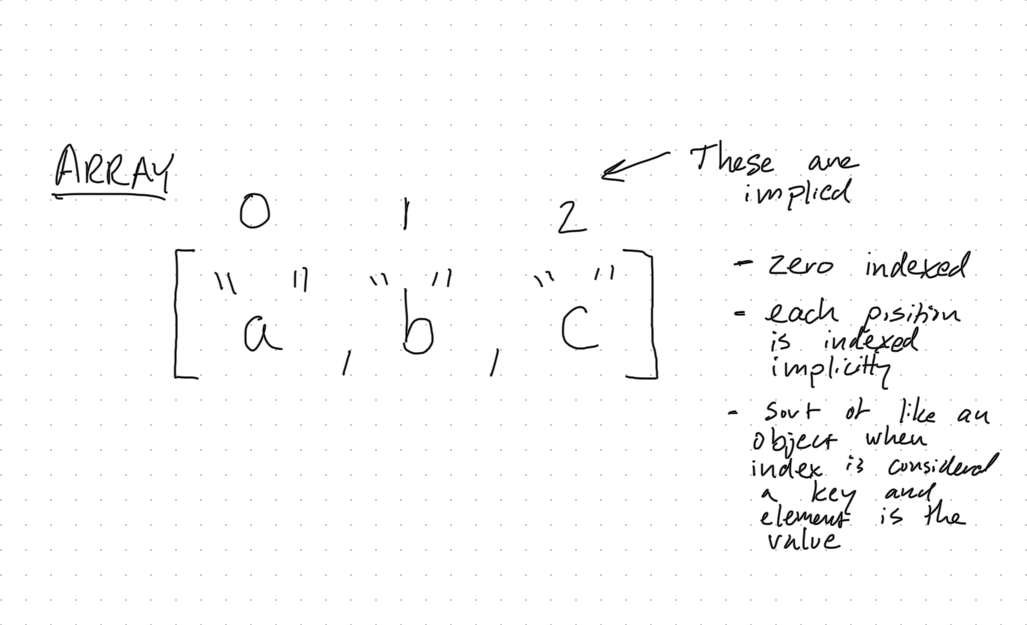 ARRAY
These are
implied
0 1 2
["a", "b", "c"]
- zero indexed
- each position
is indexed
implicitly
- sort of like an
object when
index is considered
a key and
element is the
value